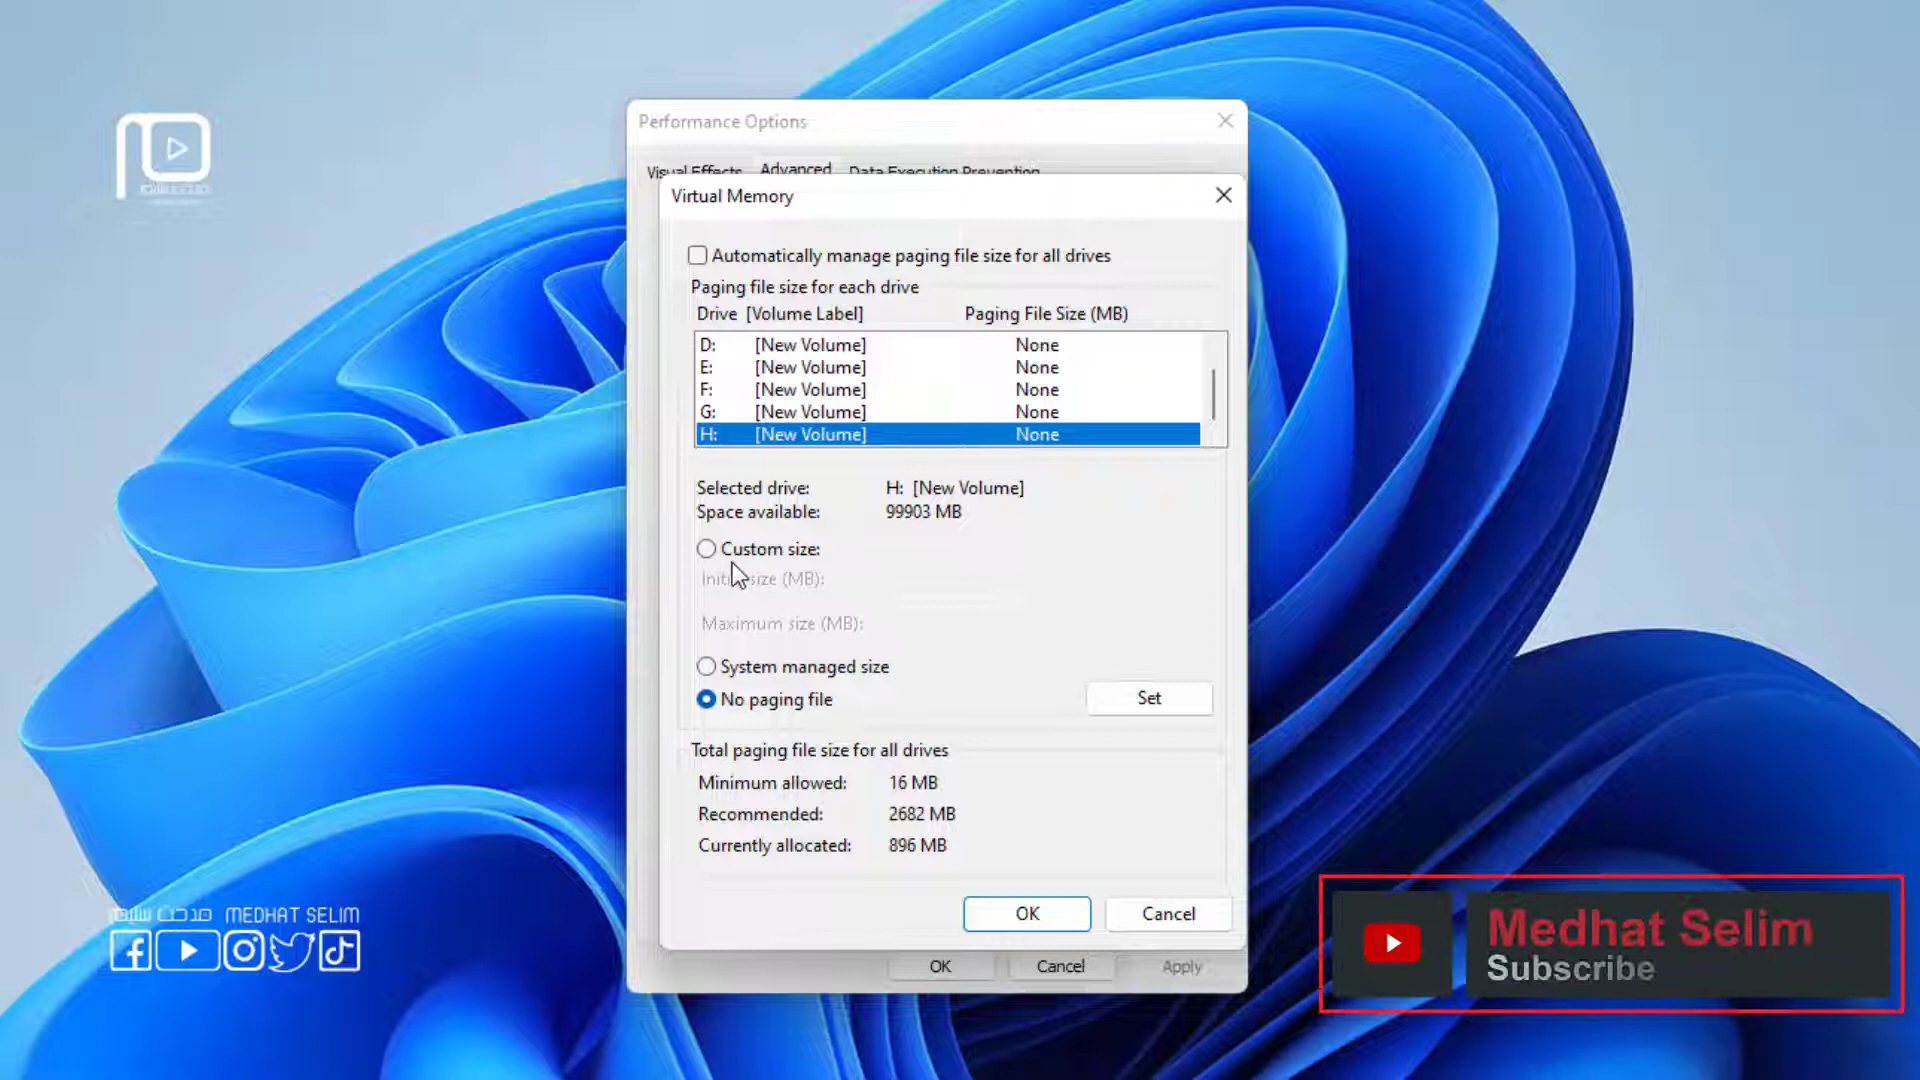 Performance Options
Visual Effects Advanced Data Execution Prevention
Virtual Memory
Automatically manage paging file size for all drives
Paging file size for each drive
Drive [Volume Label] Paging File Size (MB)
D: [New Volume] None
E: [New Volume] None
F: [New Volume] None
G: [New Volume] None
H: [New Volume] None
Selected drive: H: [New Volume]
Space available: 99903 MB
Custom size:
size (MB):
Maximum size (MB):
System managed size
No paging file
Set
Total paging file size for all drives
Minimum allowed: 16 MB
Recommended: 2682 MB
Currently allocated: 896 MB
OK Cancel
OK Cancel Apply
مدحت سليم MEDHAT SELIM
Medhat Selim
Subscribe